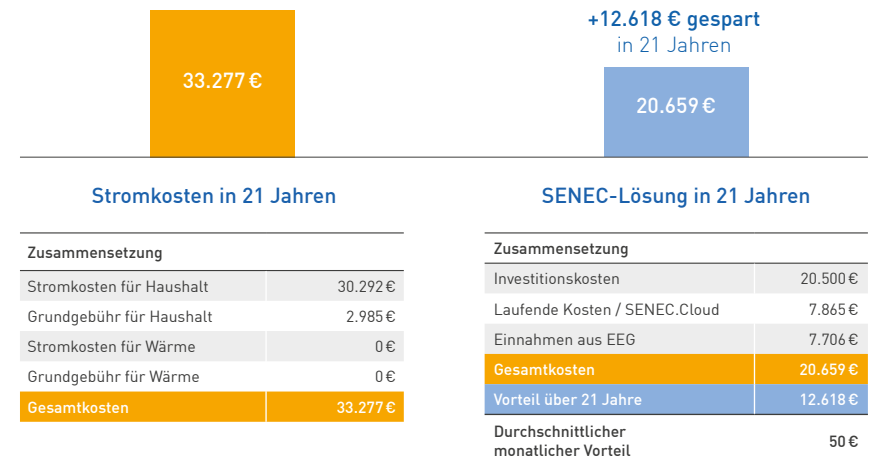 33.277 €
+12.618 € gespart
in 21 Jahren
20.659 €
Stromkosten in 21 Jahren
Zusammensetzung
Stromkosten für Haushalt 30.292 €
Grundgebühr für Haushalt 2.985 €
Stromkosten für Wärme 0 €
Grundgebühr für Wärme 0 €
Gesamtkosten 33.277 €
SENEC-Lösung in 21 Jahren
Zusammensetzung
Investitionskosten 20.500 €
Laufende Kosten / SENEC.Cloud 7.865 €
Einnahmen aus EEG 7.706 €
Gesamtkosten 20.659 €
Vorteil über 21 Jahre 12.618 €
Durchschnittlicher
monatlicher Vorteil 50 €